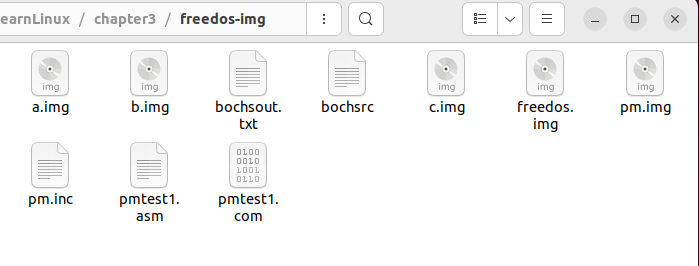 earnLinux / chapter3 / freedos-img
img img img img img
a.img b.img bochsout. bochsrc c.img freedos. pm.img
txt img
0100
0010
1001
0110
pm.inc pmtest1. pmtest1.
asm com